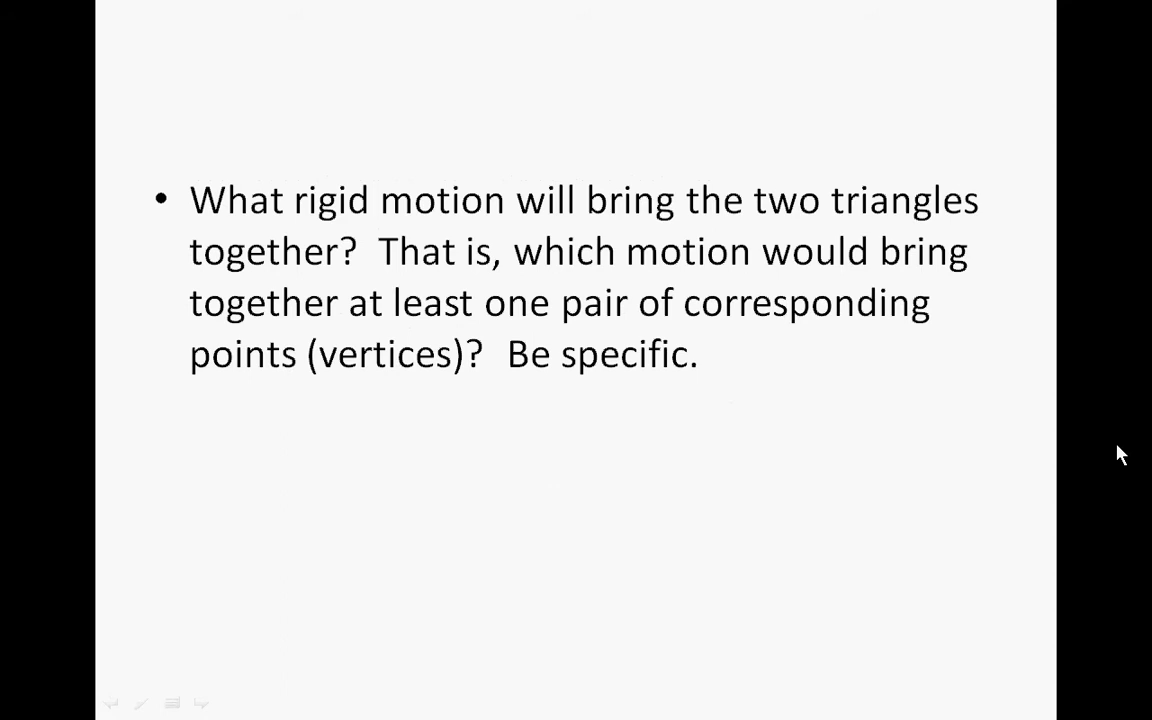 • What rigid motion will bring the two triangles
together? That is, which motion would bring
together at least one pair of corresponding
points (vertices)? Be specific.